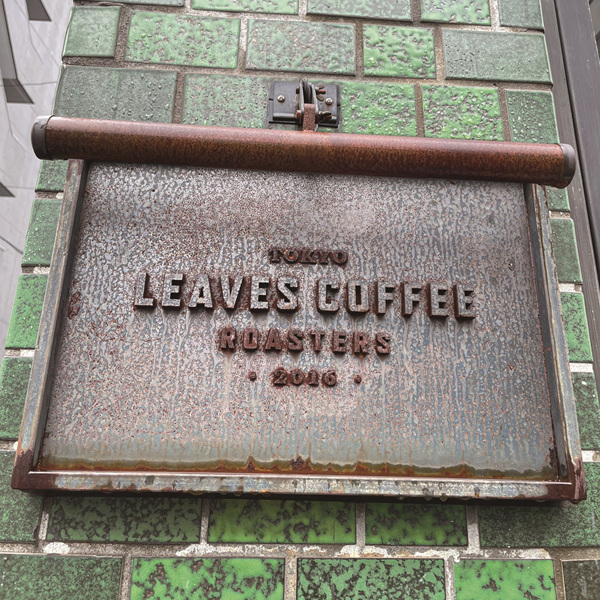 TOKYO
LEAVES COFFEE
ROASTERS
· 2016 ·